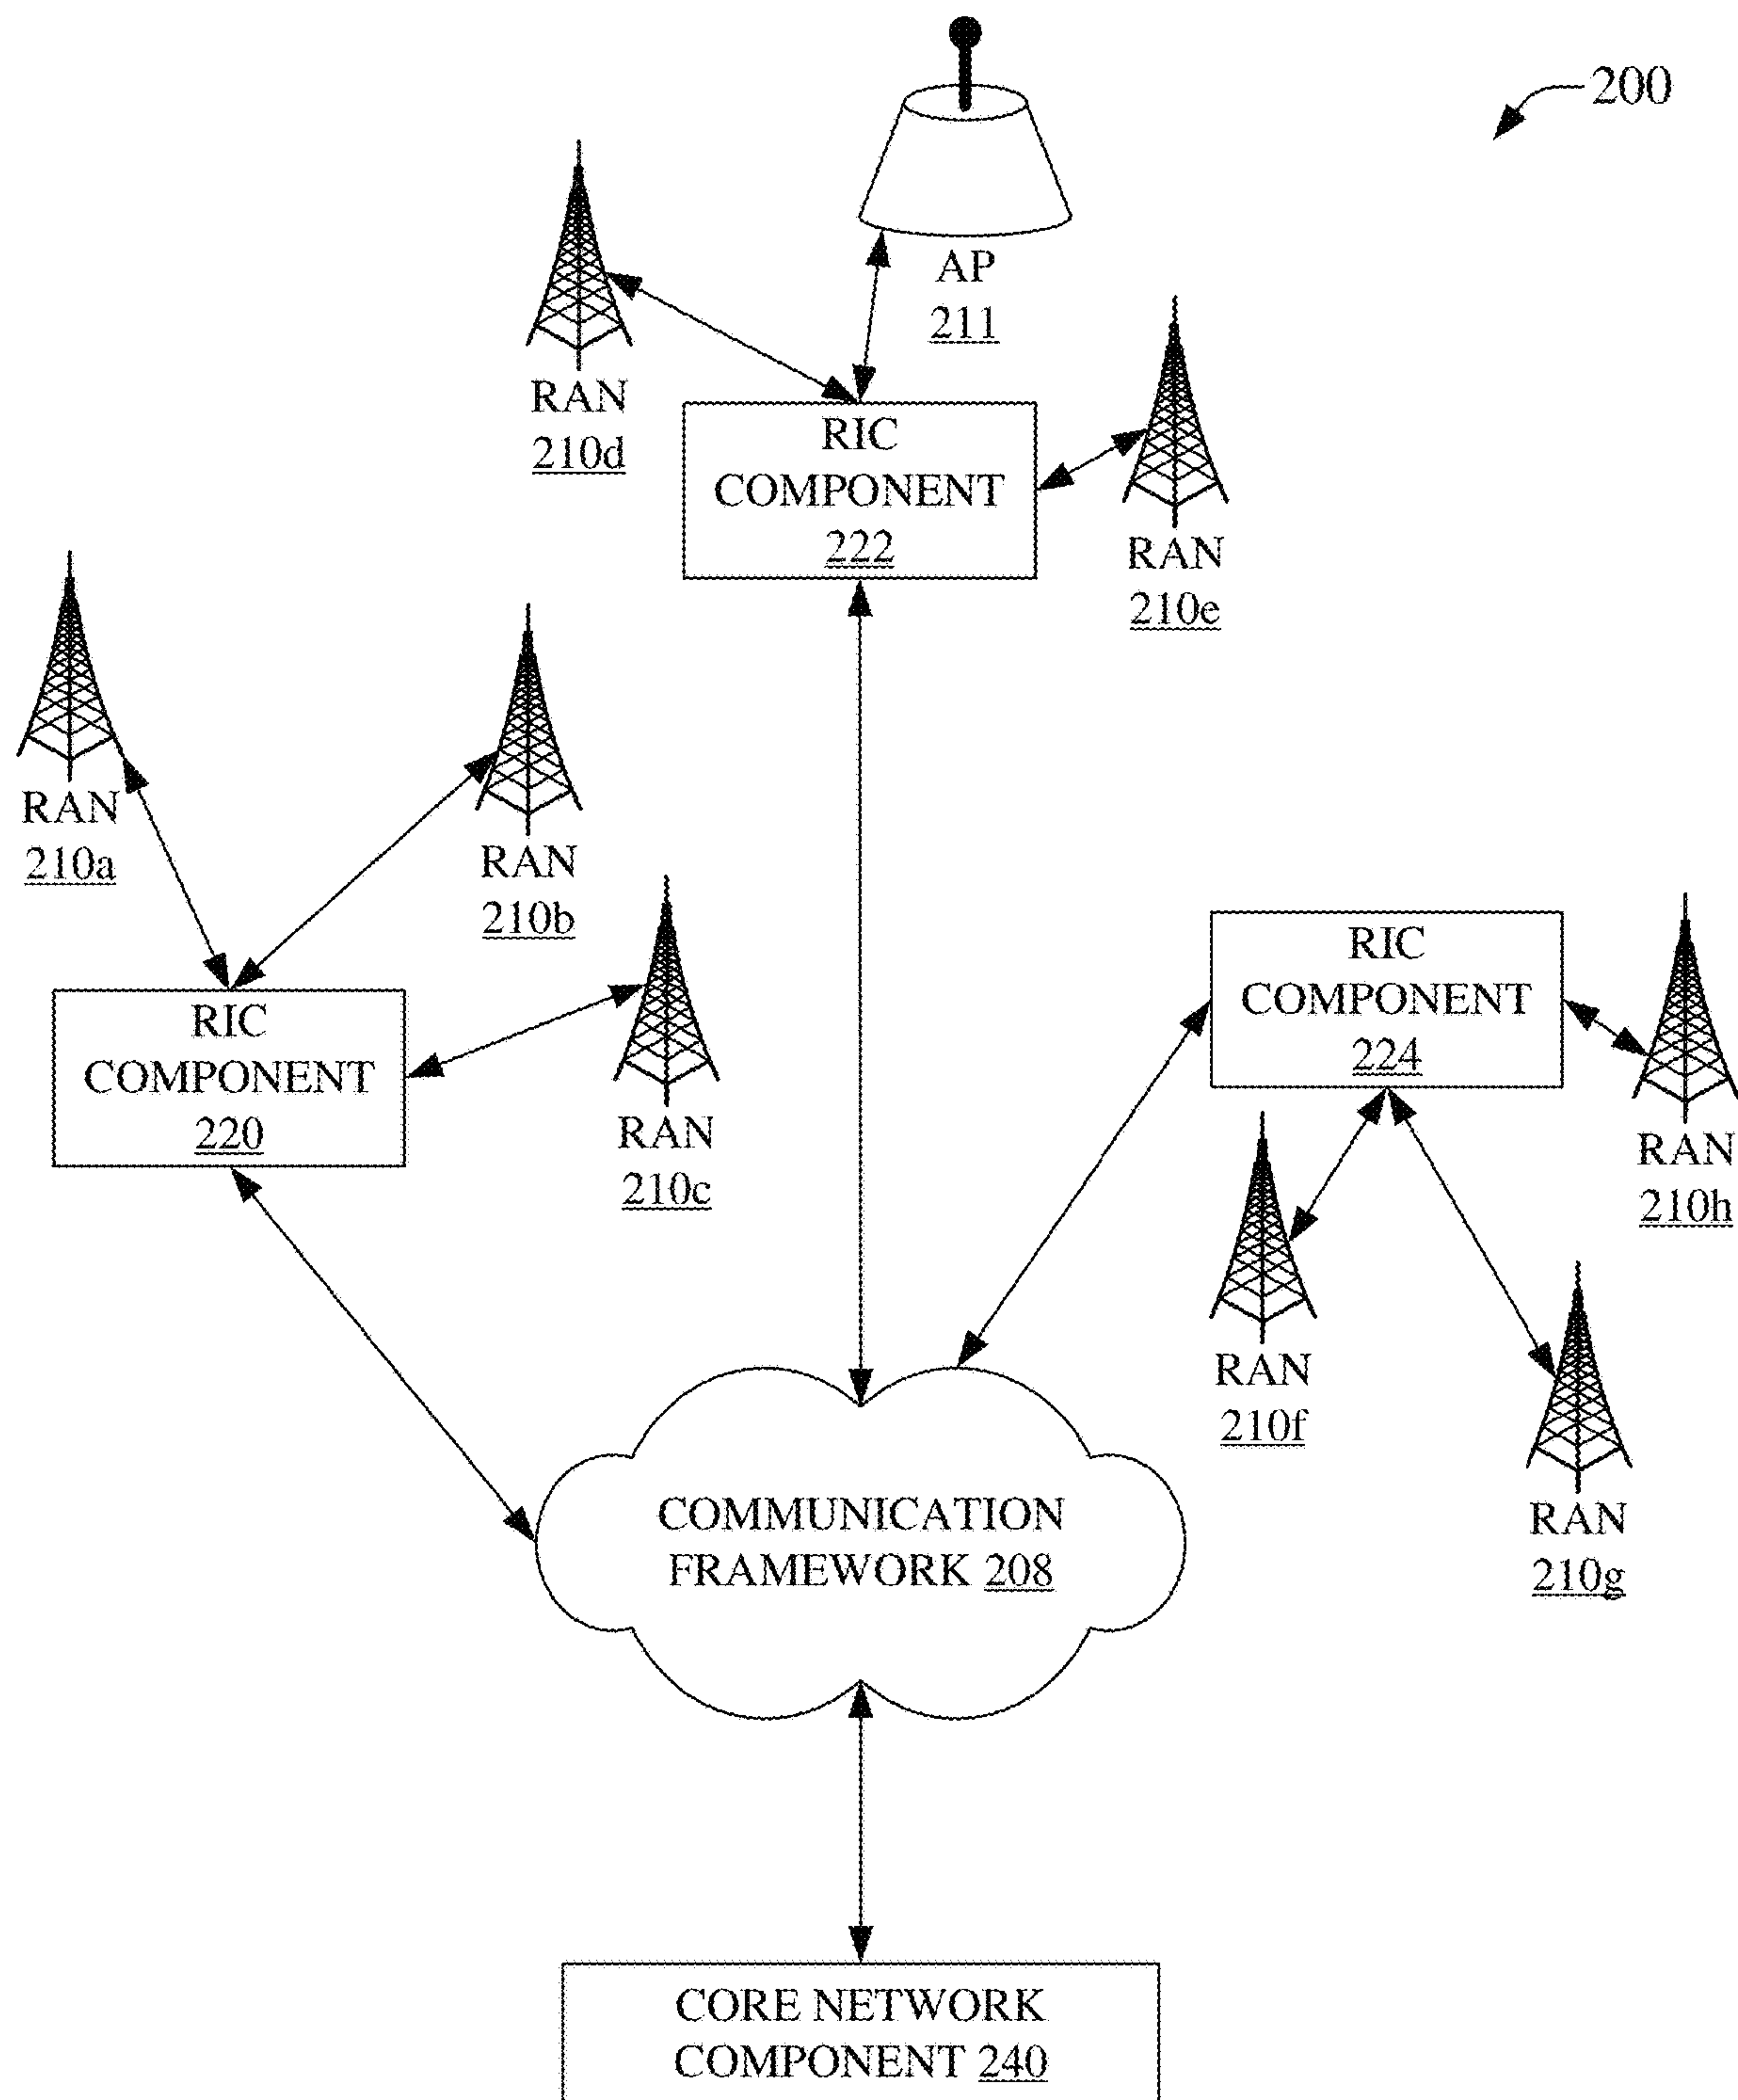 200
AP
211
RAN
210d
RIC
COMPONENT
222
RAN
210e
RAN
210a
RAN
210b
RIC
COMPONENT
220
RAN
210c
RIC
COMPONENT
224
RAN
210h
RAN
210f
RAN
210g
COMMUNICATION
FRAMEWORK 208
CORE NETWORK
COMPONENT 240